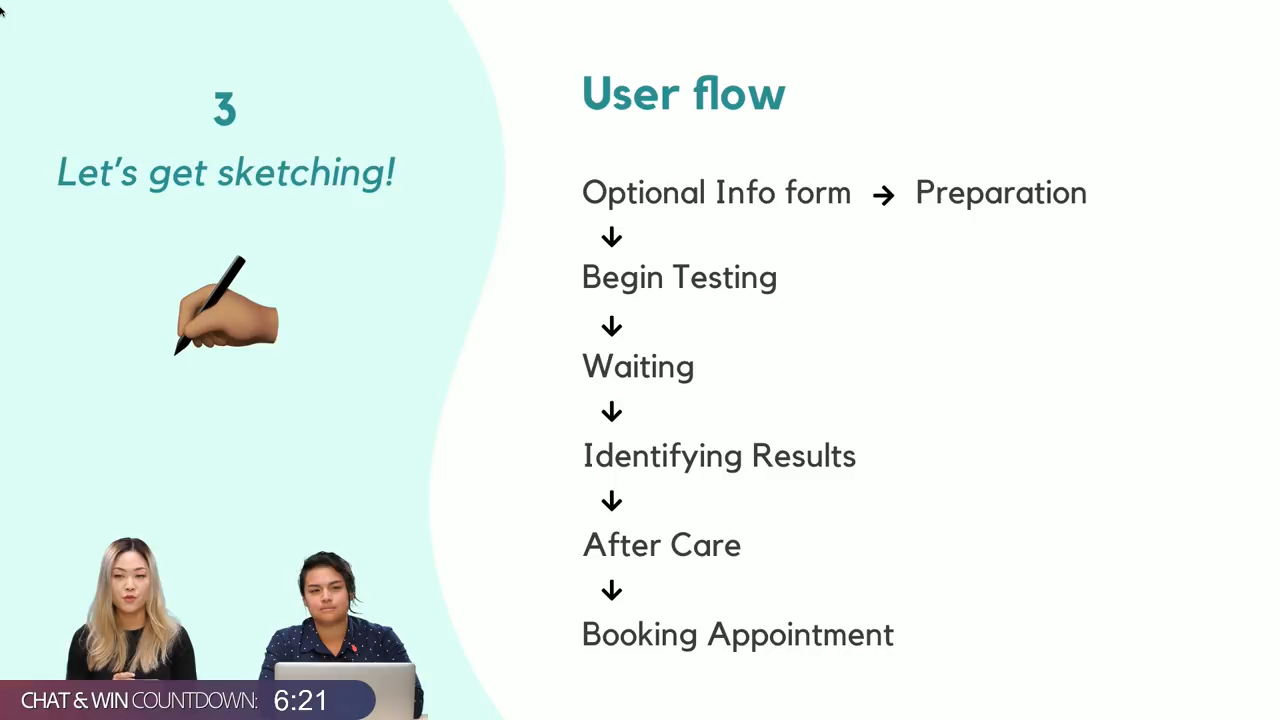 3
Let's get sketching!
User flow
Optional Info form → Preparation
↓
Begin Testing
↓
Waiting
↓
Identifying Results
↓
After Care
↓
Booking Appointment
CHAT & WIN COUNTDOWN: 6:21